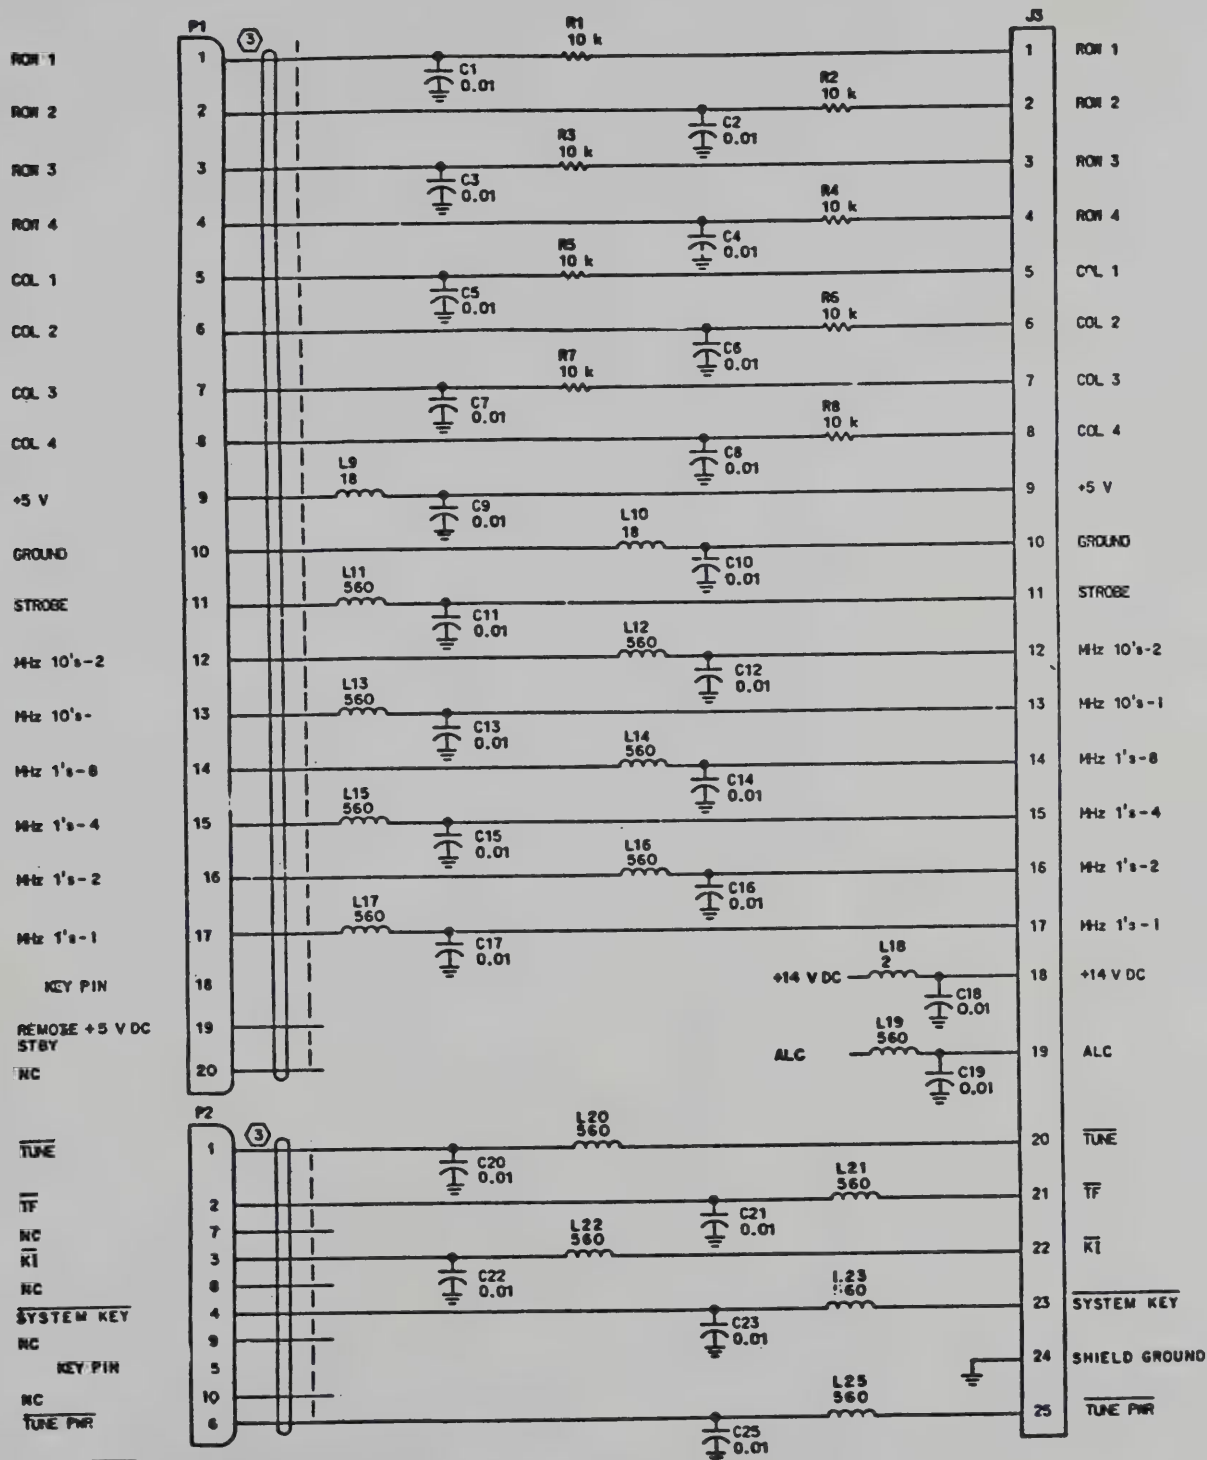 P1
J3
3
R1
10 k
ROW 1
1
1
ROW 1
C1
0.01
R2
10 k
ROW 2
2
2
ROW 2
C2
0.01
R3
10 k
ROW 3
3
3
ROW 3
C3
0.01
R4
10 k
ROW 4
4
4
ROW 4
C4
0.01
R5
10 k
COL 1
5
5
COL 1
C5
0.01
R6
10 k
COL 2
6
6
COL 2
C6
0.01
R7
10 k
COL 3
7
7
COL 3
C7
0.01
R8
10 k
COL 4
8
8
COL 4
C8
0.01
L9
18
+5 V
9
9
+5 V
C9
0.01
L10
18
GROUND
10
10
GROUND
C10
0.01
L11
560
STROBE
11
11
STROBE
C11
0.01
L12
560
MHz 10's-2
12
12
MHz 10's-2
C12
0.01
L13
560
MHz 10's-
13
13
MHz 10's-1
C13
0.01
L14
560
MHz 1's-8
14
14
MHz 1's-8
C14
0.01
L15
560
MHz 1's-4
15
15
MHz 1's-4
C15
0.01
L16
560
MHz 1's-2
16
16
MHz 1's-2
C16
0.01
L17
560
MHz 1's-1
17
17
MHz 1's-1
C17
0.01
L18
2
KEY PIN
18
+14 V DC
18
+14 V DC
C18
0.01
REMOTE +5 V DC
STBY
19
L19
560
ALC
19
ALC
C19
0.01
NC
20
P2
3
L20
560
TUNE
1
20
TUNE
C20
0.01
L21
560
TF
2
21
TF
C21
0.01
NC
7
L22
560
KI
3
22
KI
C22
0.01
NC
8
L23
560
SYSTEM KEY
4
23
SYSTEM KEY
C23
0.01
NC
9
KEY PIN
5
24
SHIELD GROUND
NC
10
L25
560
TUNE PWR
6
25
TUNE PWR
C25
0.01